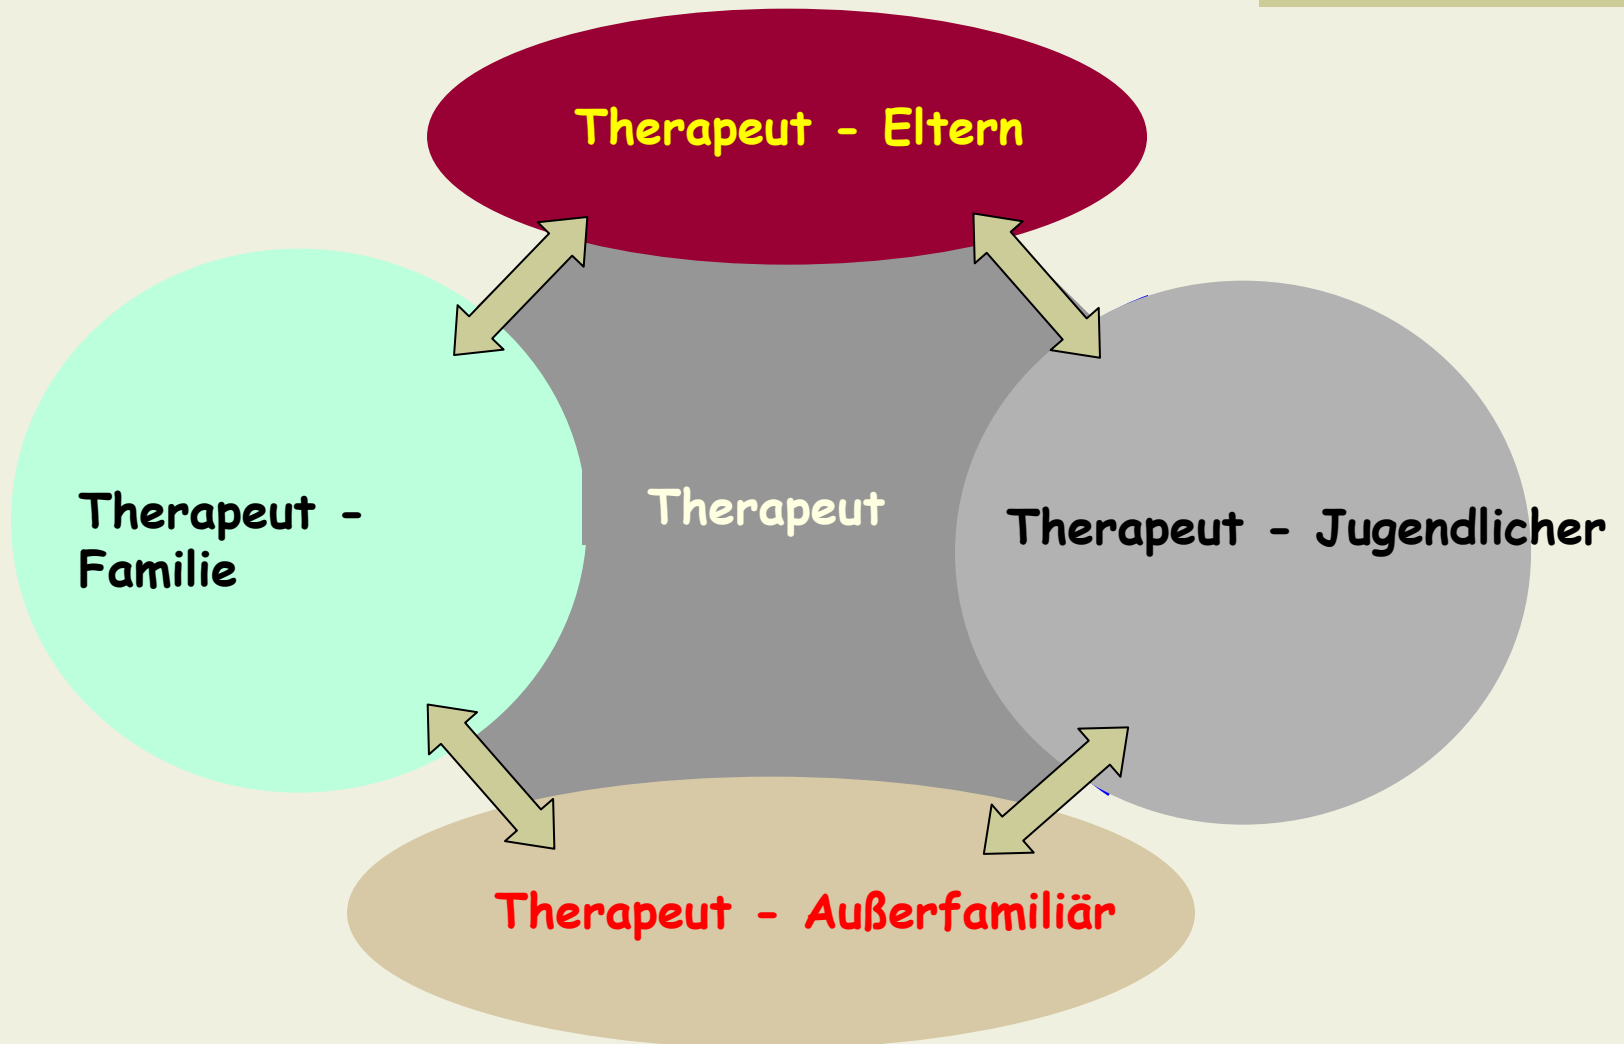 Therapeut - Eltern
Therapeut -
Familie
Therapeut
Therapeut - Jugendlicher
Therapeut - Außerfamiliär